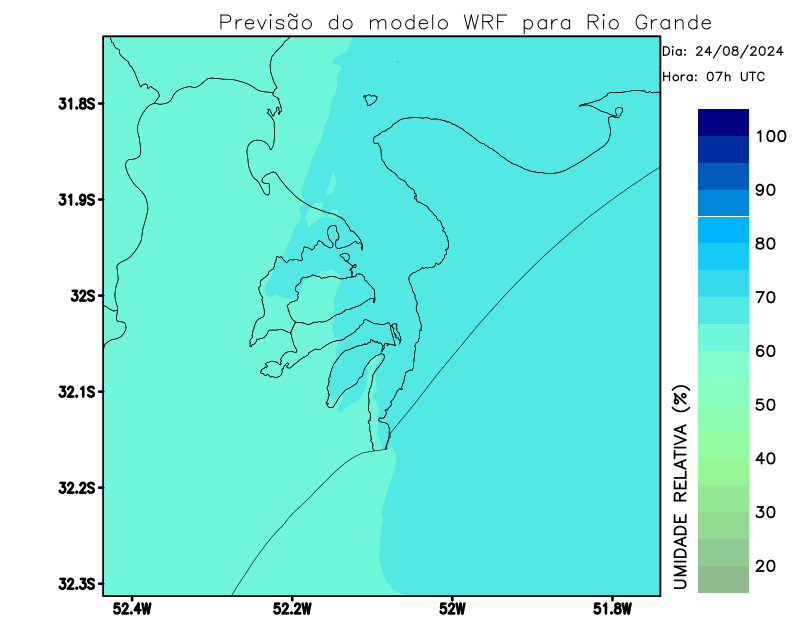 Previsão do modelo WRF para Rio Grande
Dia: 24/08/2024
Hora: 07h UTC
31.8S
31.9S
32S
32.1S
32.2S
32.3S
52.4W
52.2W
52W
51.8W
UMIDADE RELATIVA (%)
100
90
80
70
60
50
40
30
20